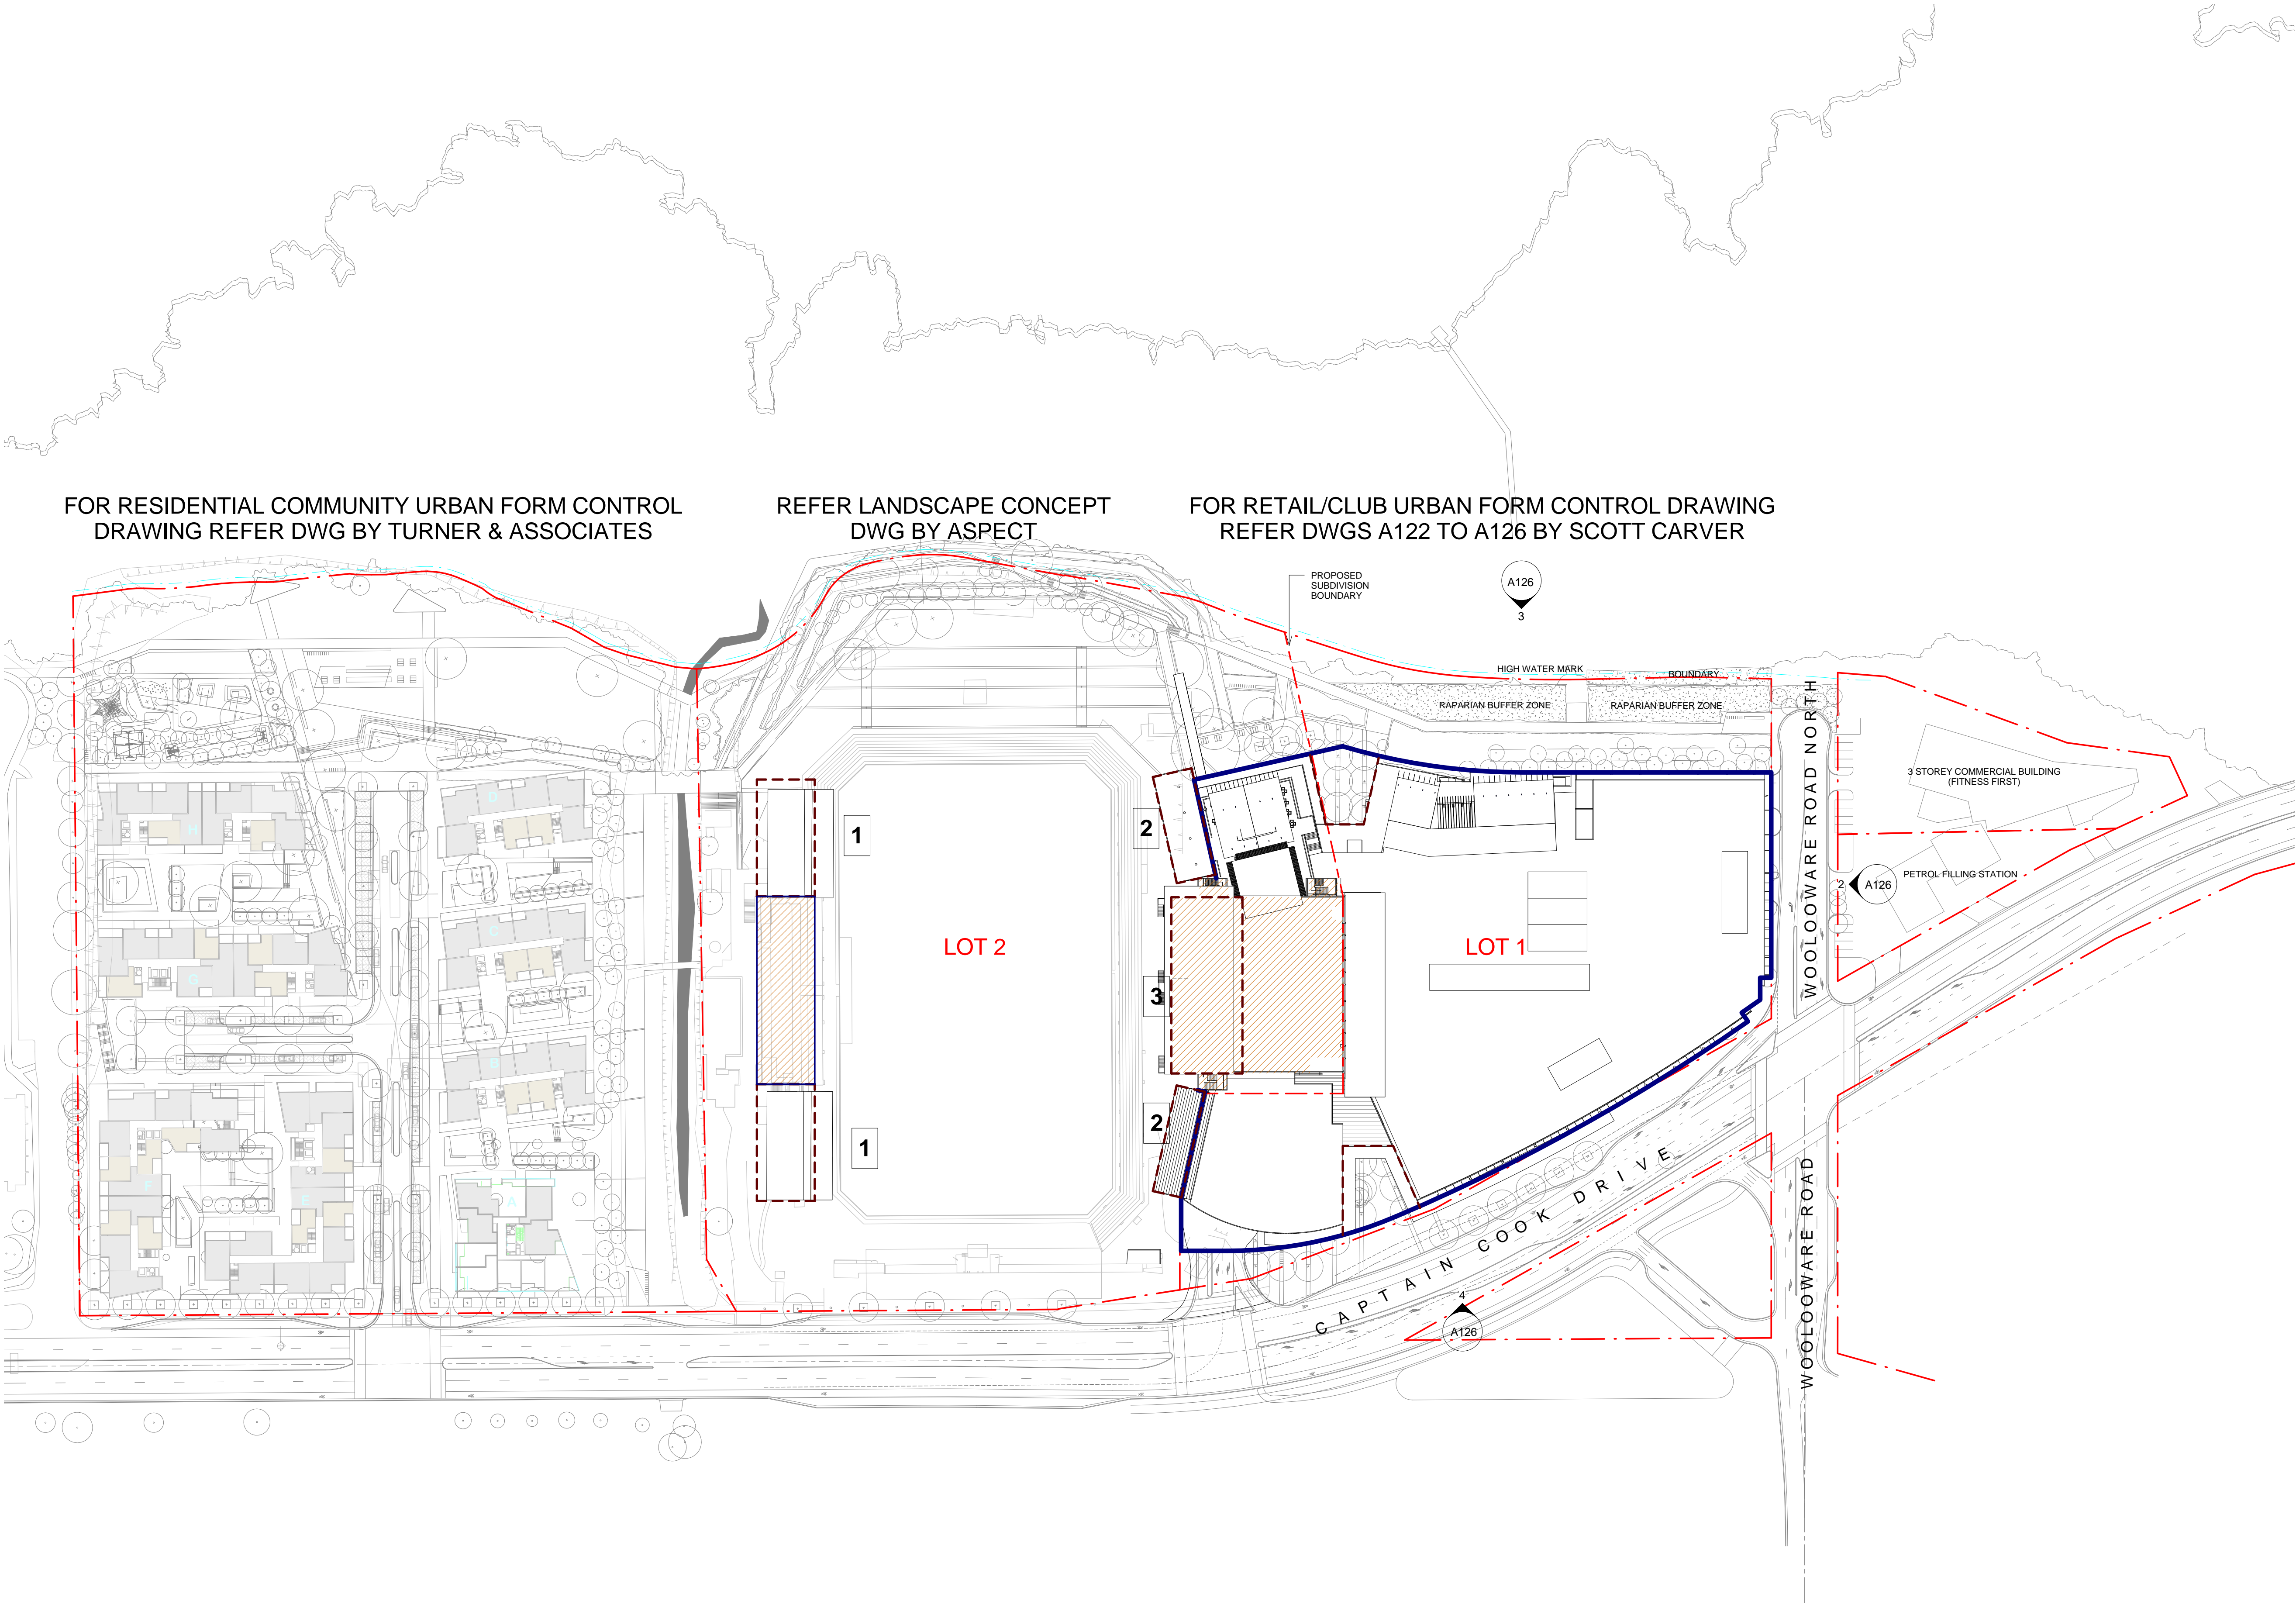 FOR RESIDENTIAL COMMUNITY URBAN FORM CONTROL
DRAWING REFER DWG BY TURNER & ASSOCIATES
REFER LANDSCAPE CONCEPT
DWG BY ASPECT
FOR RETAIL/CLUB URBAN FORM CONTROL DRAWING
REFER DWGS A122 TO A126 BY SCOTT CARVER
PROPOSED
SUBDIVISION
BOUNDARY
A126
3
HIGH WATER MARK
BOUNDARY
RAPARIAN BUFFER ZONE
RAPARIAN BUFFER ZONE
WOOLOOWARE ROAD NORTH
3 STOREY COMMERCIAL BUILDING
(FITNESS FIRST)
PETROL FILLING STATION
2
A126
D
H
C
G
B
F
E
A
1
1
2
3
2
LOT 2
LOT 1
CAPTAIN COOK DRIVE
WOOLOOWARE ROAD
4
A126